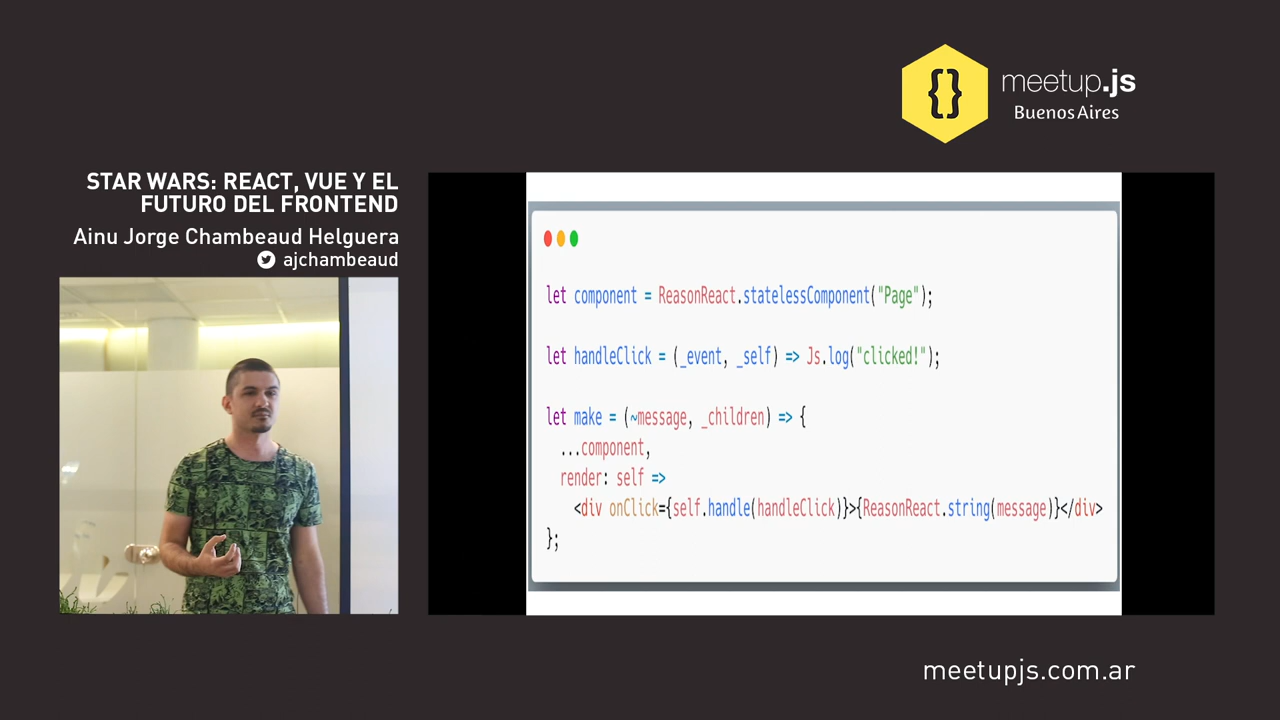 {}
meetup.js
Buenos Aires
STAR WARS: REACT, VUE Y EL
FUTURO DEL FRONTEND
Ainu Jorge Chambeaud Helguera
ajchambeaud
let component = ReasonReact.statelessComponent("Page");
let handleClick = (_event, _self) => Js.log("clicked!");
let make = (~message, _children) => {
  ...component,
  render: self =>
    <div onClick={self.handle(handleClick)}>{ReasonReact.string(message)}</div>
};
meetupjs.com.ar